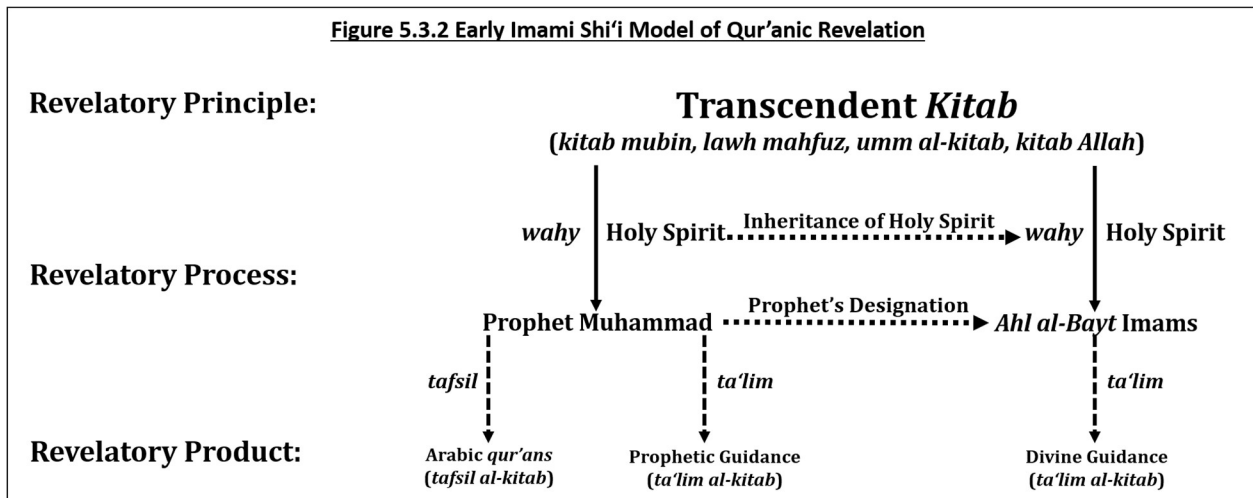 Figure 5.3.2 Early Imami Shi‘i Model of Qur’anic Revelation
Revelatory Principle:
Transcendent Kitab
(kitab mubin, lawh mahfuz, umm al-kitab, kitab Allah)
wahy Holy Spirit Inheritance of Holy Spirit wahy Holy Spirit
Revelatory Process:
Prophet Muhammad Prophet’s Designation Ahl al-Bayt Imams
tafsil ta‘lim ta‘lim
Revelatory Product:
Arabic qur’ans Prophetic Guidance Divine Guidance
(tafsil al-kitab) (ta‘lim al-kitab) (ta‘lim al-kitab)